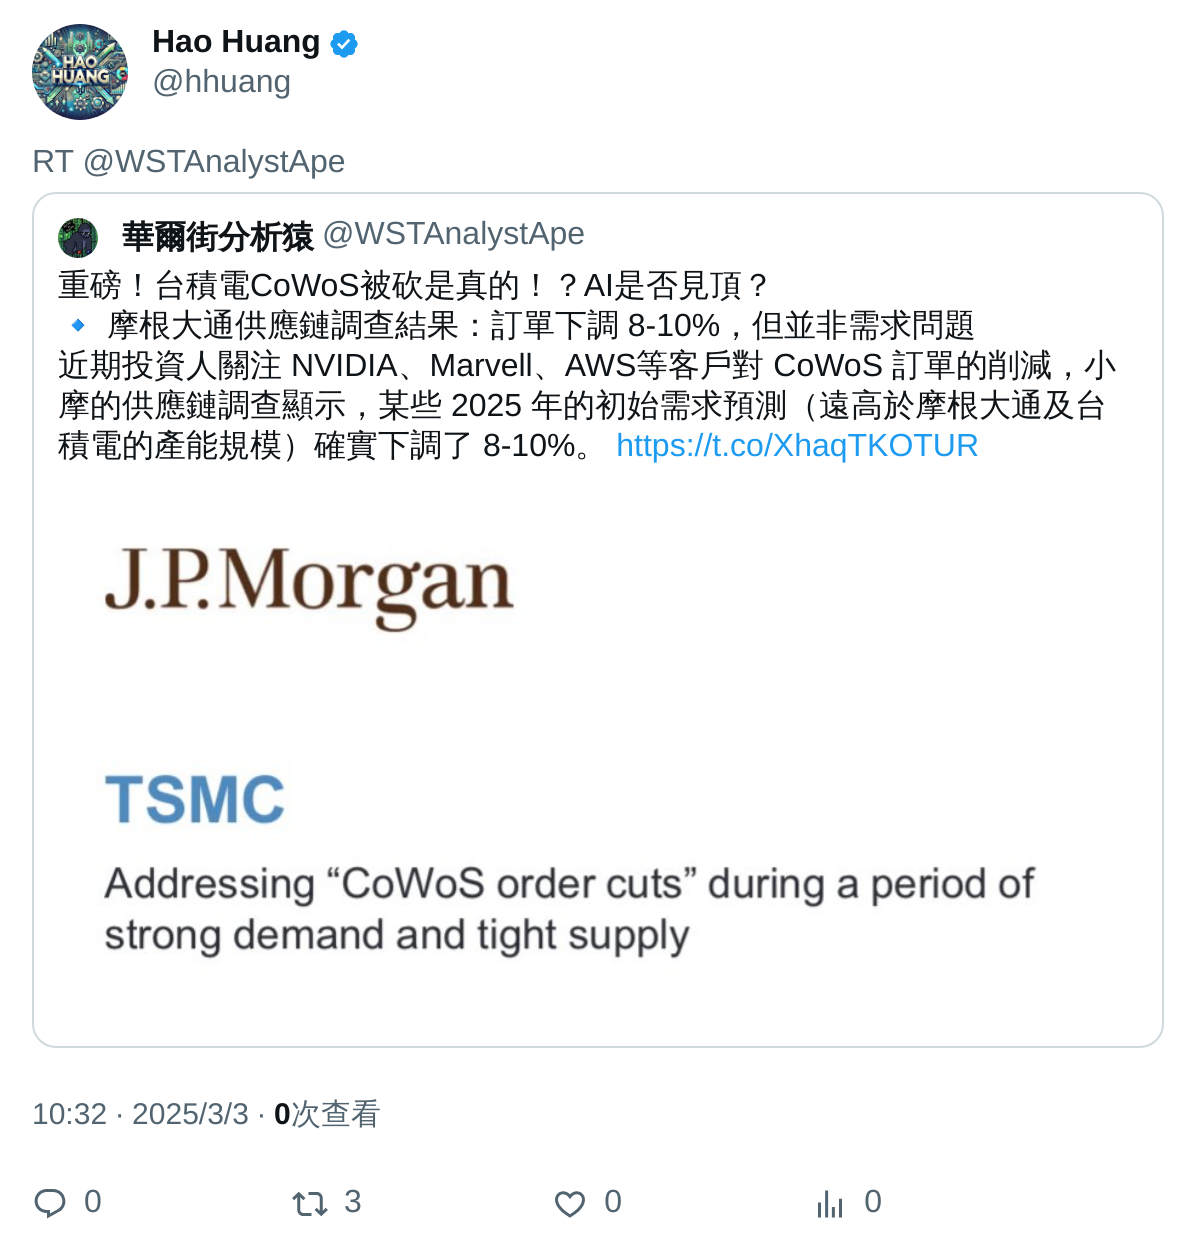 HAO
HUANG
Hao Huang
@hhuang
RT @WSTAnalystApe
華爾街分析猿 @WSTAnalystApe
重磅！台積電CoWoS被砍是真的！？AI是否見頂？
🔹 摩根大通供應鏈調查結果：訂單下調 8-10%，但並非需求問題
近期投資人關注 NVIDIA、Marvell、AWS等客戶對 CoWoS 訂單的削減，小
摩的供應鏈調查顯示，某些 2025 年的初始需求預測（遠高於摩根大通及台
積電的產能規模）確實下調了 8-10%。 https://t.co/XhaqTKOTUR
J.P.Morgan
TSMC
Addressing “CoWoS order cuts” during a period of
strong demand and tight supply
10:32 · 2025/3/3 · 0次查看
0 3 0 0